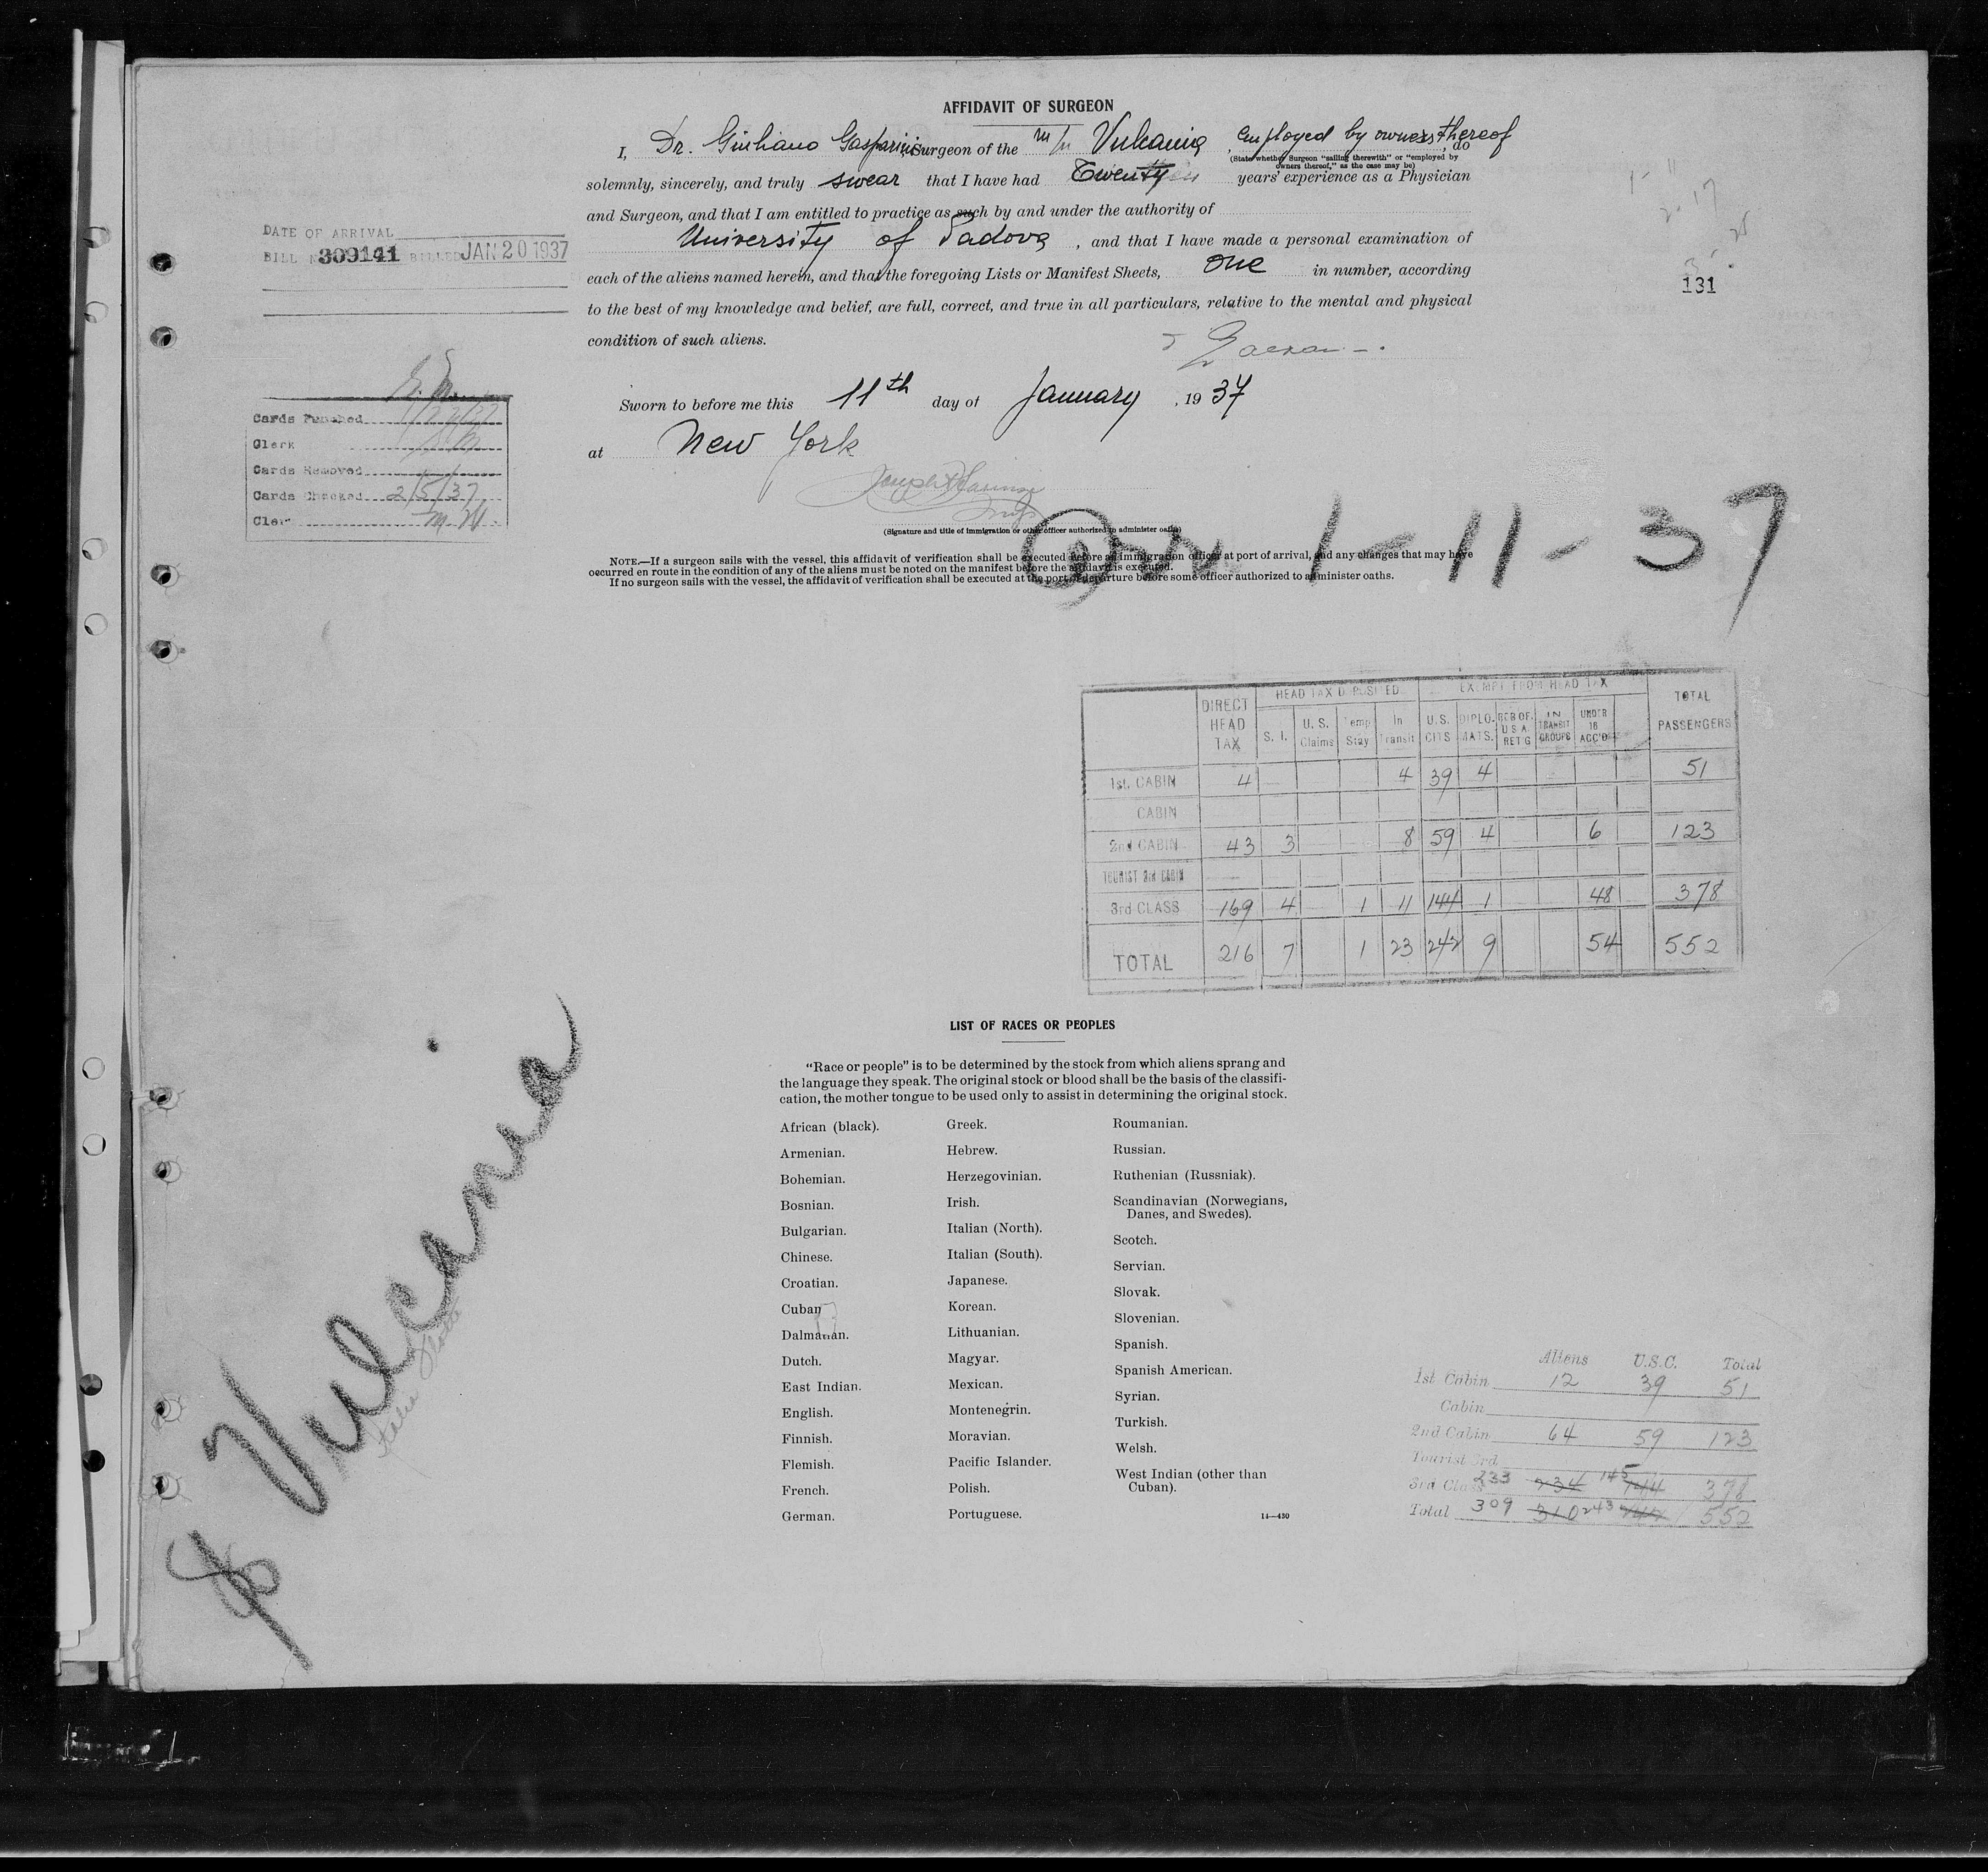 AFFIDAVIT OF SURGEON
I, Dr. Giuliano Gasparini, Surgeon of the m/n Vulcania, employed by owners thereof, do
(State whether Surgeon "sailing therewith" or "employed by
owners thereof," as the case may be)
solemnly, sincerely, and truly swear that I have had Twenty years' experience as a Physician
and Surgeon, and that I am entitled to practice as such by and under the authority of
University of Padova, and that I have made a personal examination of
each of the aliens named herein, and that the foregoing Lists or Manifest Sheets, one in number, according
to the best of my knowledge and belief, are full, correct, and true in all particulars, relative to the mental and physical
condition of such aliens.
Sworn to before me this 11th day of January, 1937
at New York
(Signature and title of immigration or other officer authorized to administer oaths)
NOTE.—If a surgeon sails with the vessel, this affidavit of verification shall be executed before an immigration officer at port of arrival, and any changes that may have
occurred en route in the condition of any of the aliens must be noted on the manifest before the affidavit is executed.
If no surgeon sails with the vessel, the affidavit of verification shall be executed at the port of departure before some officer authorized to administer oaths.
DATE OF ARRIVAL
BILL N 309141 BILLED JAN 20 1937
Cards Punched 1/22/37
Clerk
Cards Removed
Cards Checked 2/5/37
Clerk M. W.
131
1-11-37
DIRECT HEAD TAX
HEAD TAX DEPOSITED
EXEMPT FROM HEAD TAX
TOTAL PASSENGERS
S. I. U. S. Claims Temp Stay In Transit U.S. CITS DIPLO. MATS. RES OF. U S A. RET'G IN TRANSIT GROUPS UNDER 16 ACC'D
1st. CABIN 4 4 39 4 51
CABIN
2nd CABIN 43 3 8 59 4 6 123
TOURIST 3rd CABIN
3rd CLASS 169 4 1 11 144 1 48 378
TOTAL 216 7 1 23 242 9 54 552
LIST OF RACES OR PEOPLES
"Race or people" is to be determined by the stock from which aliens sprang and
the language they speak. The original stock or blood shall be the basis of the classifi-
cation, the mother tongue to be used only to assist in determining the original stock.
African (black).
Armenian.
Bohemian.
Bosnian.
Bulgarian.
Chinese.
Croatian.
Cuban
Dalmatian.
Dutch.
East Indian.
English.
Finnish.
Flemish.
French.
German.
Greek.
Hebrew.
Herzegovinian.
Irish.
Italian (North).
Italian (South).
Japanese.
Korean.
Lithuanian.
Magyar.
Mexican.
Montenegrin.
Moravian.
Pacific Islander.
Polish.
Portuguese.
Roumanian.
Russian.
Ruthenian (Russniak).
Scandinavian (Norwegians,
Danes, and Swedes).
Scotch.
Servian.
Slovak.
Slovenian.
Spanish.
Spanish American.
Syrian.
Turkish.
Welsh.
West Indian (other than
Cuban).
14—430
Vulcania
Aliens U.S.C. Total
1st Cabin 12 39 51
Cabin
2nd Cabin 64 59 123
Tourist 3rd
3rd Class 233 234 145 144 378
Total 309 310 243 242 552